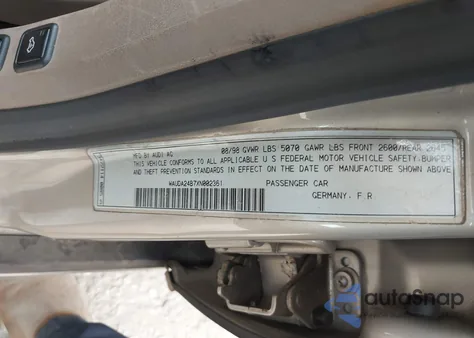 MFG BY AUDI AG 08/98 GVWR LBS 5070 GAWR LBS FRONT 2600/REAR
THIS VEHICLE CONFORMS TO ALL APPLICABLE U S FEDERAL MOTOR VEHICLE SAFETY, BUMPER
AND THEFT PREVENTION STANDARDS IN EFFECT ON THE DATE OF MANUFACTURE SHOWN ABOVE
WAUDA24B7XN002351 PASSENGER CAR
GERMANY, F.R
autoSnap